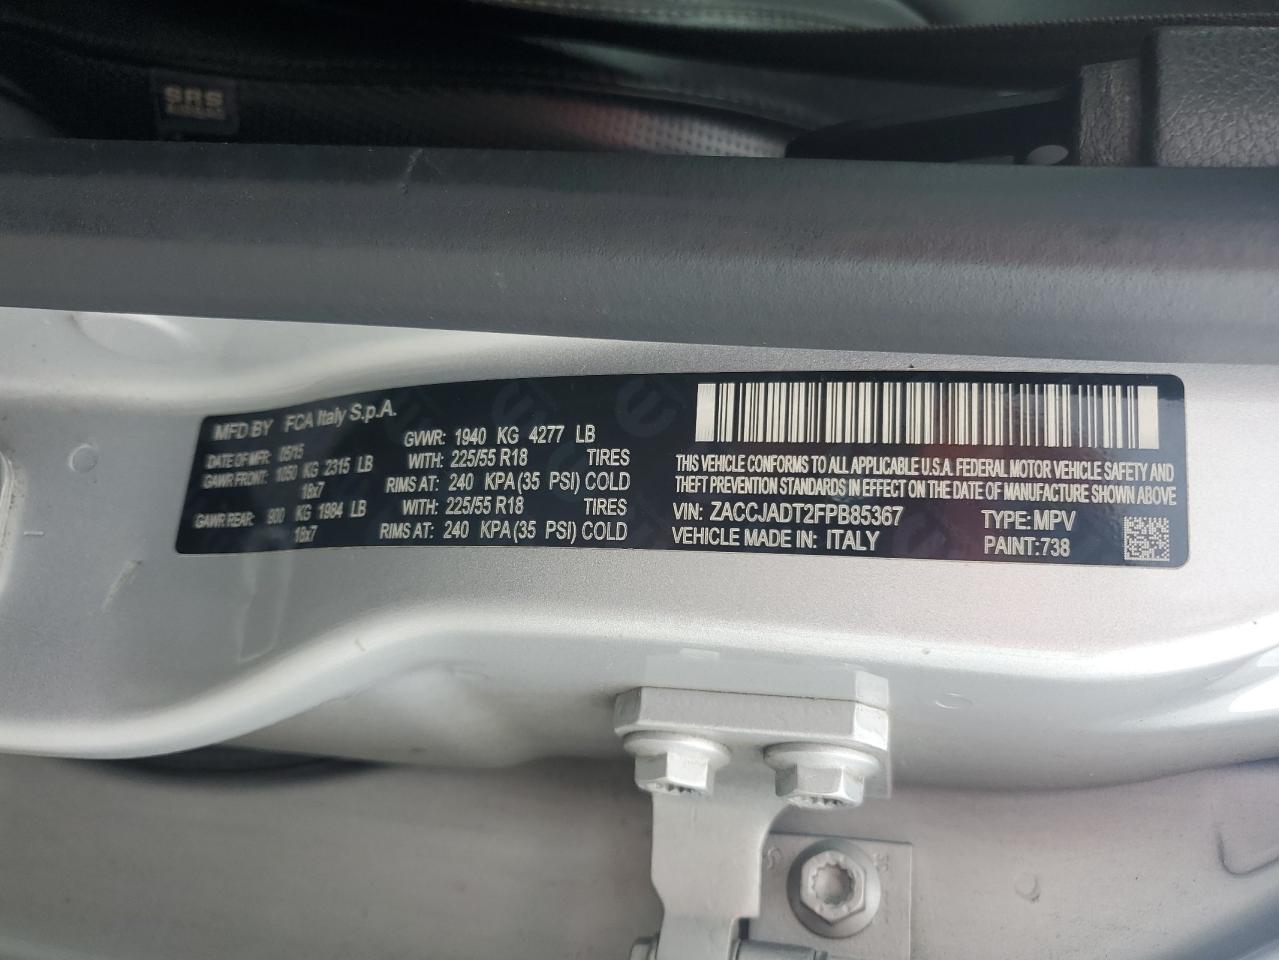 SRS
AIRBAG
MFD BY FCA Italy S.p.A.
DATE OF MFR: 05/15 GVWR: 1940 KG 4277 LB
GAWR FRONT: 1050 KG 2315 LB WITH: 225/55 R18 TIRES
18x7 RIMS AT: 240 KPA(35 PSI) COLD
GAWR REAR: 900 KG 1984 LB WITH: 225/55 R18 TIRES
18x7 RIMS AT: 240 KPA(35 PSI) COLD
THIS VEHICLE CONFORMS TO ALL APPLICABLE U.S.A. FEDERAL MOTOR VEHICLE SAFETY AND
THEFT PREVENTION STANDARDS IN EFFECT ON THE DATE OF MANUFACTURE SHOWN ABOVE
VIN: ZACCJADT2FPB85367 TYPE: MPV
VEHICLE MADE IN: ITALY PAINT:738